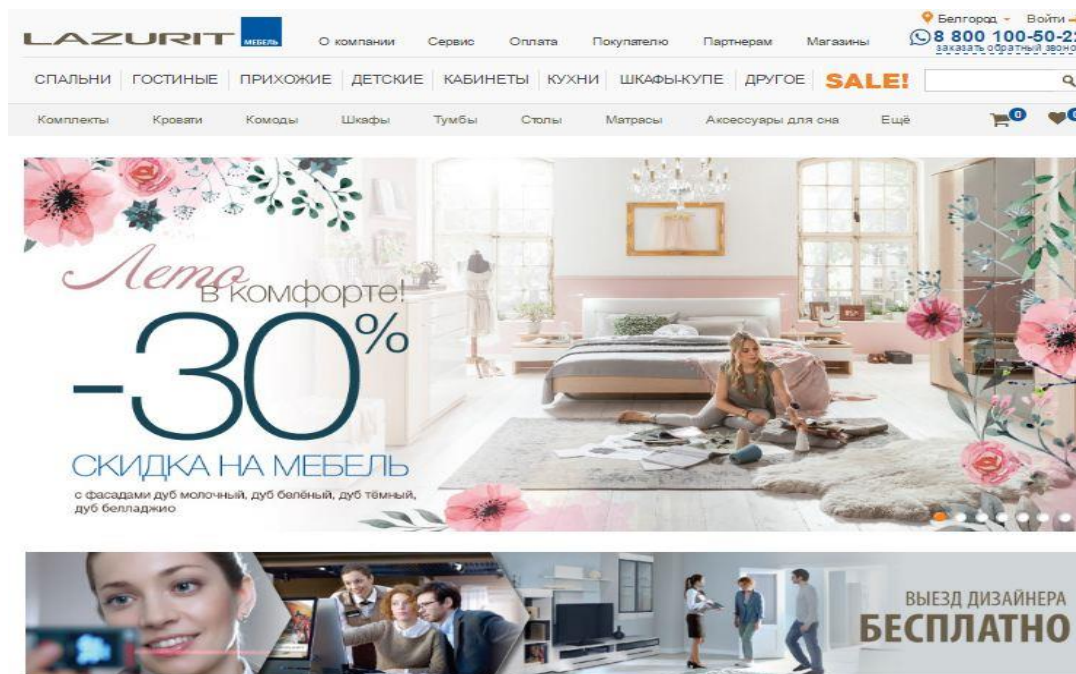 LAZURIT МЕБЕЛЬ
О компании Сервис Оплата Покупателю Партнерам Магазины
Белгород Войти
8 800 100-50-2
заказать обратный
СПАЛЬНИ ГОСТИНЫЕ ПРИХОЖИЕ ДЕТСКИЕ КАБИНЕТЫ КУХНИ ШКАФЫ-КУПЕ ДРУГОЕ SALE!
Комплекты Кровати Комоды Шкафы Тумбы Столы Матрасы Аксессуары для сна Ещё 0
Лето
в комфорте!
-30%
СКИДКА НА МЕБЕЛЬ
с фасадами дуб молочный, дуб белёный, дуб тёмный,
дуб белладжио
ВЫЕЗД ДИЗАЙНЕРА
БЕСПЛАТНО